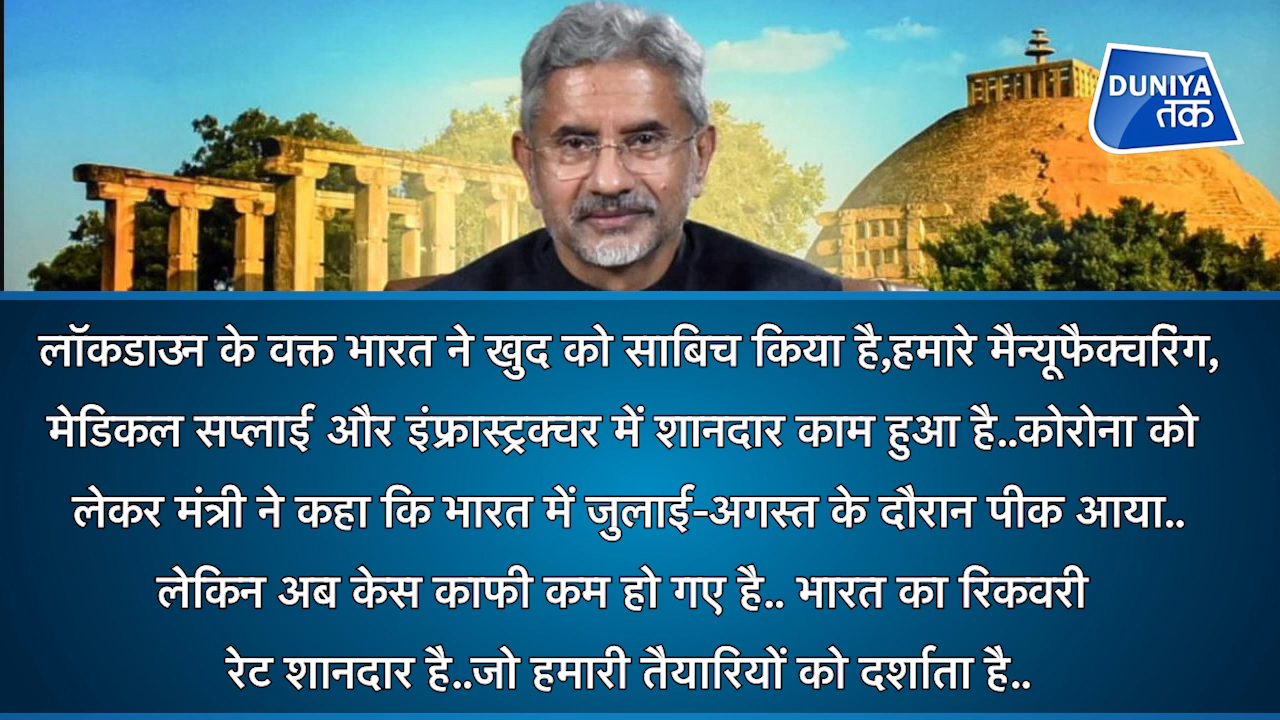 DUNIYA
तक
लॉकडाउन के वक्त भारत ने खुद को साबिच किया है,हमारे मैन्यूफैक्चरिंग,
मेडिकल सप्लाई और इंफ्रास्ट्रक्चर में शानदार काम हुआ है..कोरोना को
लेकर मंत्री ने कहा कि भारत में जुलाई-अगस्त के दौरान पीक आया..
लेकिन अब केस काफी कम हो गए है.. भारत का रिकवरी
रेट शानदार है..जो हमारी तैयारियों को दर्शाता है..